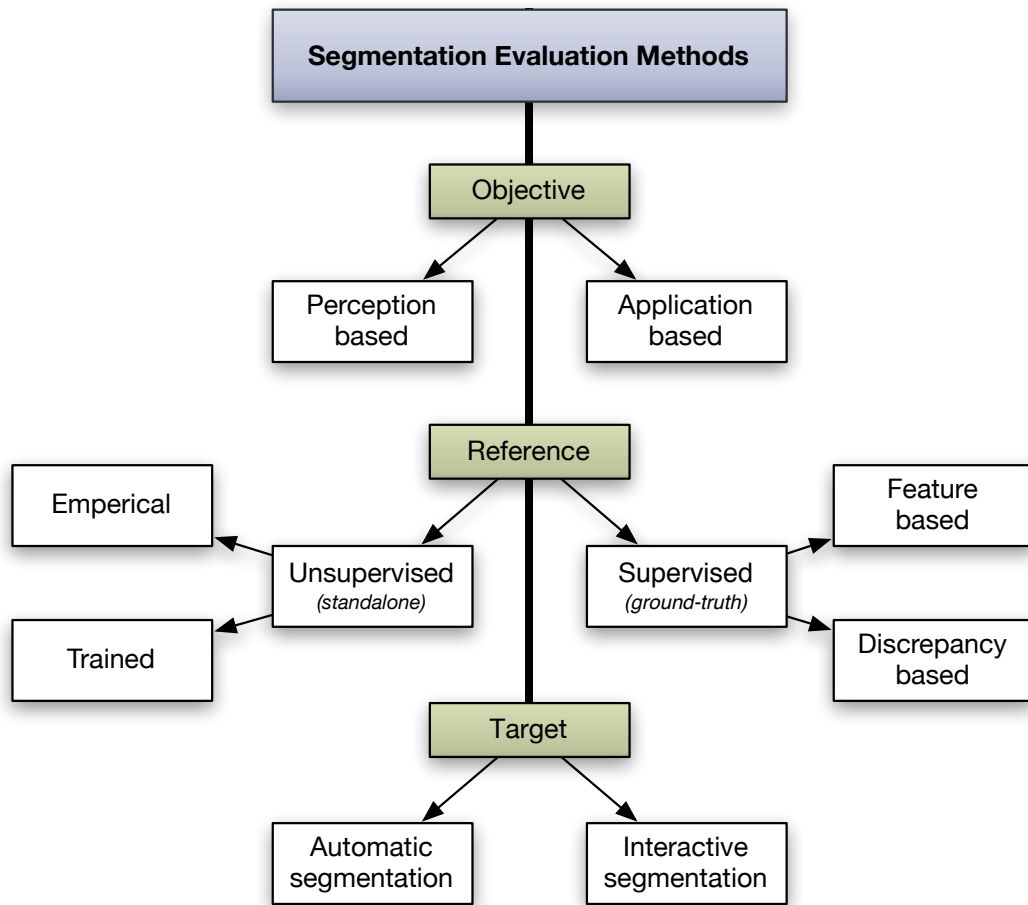 Segmentation Evaluation Methods
Objective
Perception
based
Application
based
Reference
Emperical
Feature
based
Unsupervised
(standalone)
Supervised
(ground-truth)
Trained
Discrepancy
based
Target
Automatic
segmentation
Interactive
segmentation